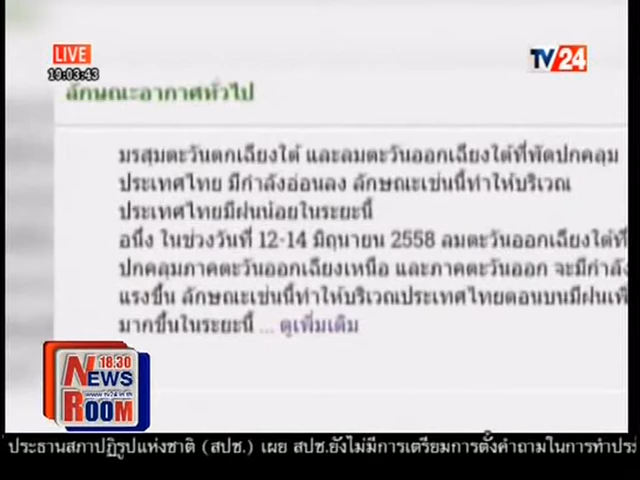 LIVE
19:03:43
TV24
ลักษณะอากาศทั่วไป
มรสุมตะวันตกเฉียงใต้ และลมตะวันออกเฉียงใต้ที่พัดปกคลุม
ประเทศไทย มีกำลังอ่อนลง ลักษณะเช่นนี้ทำให้บริเวณ
ประเทศไทยมีฝนน้อยในระยะนี้
อนึ่ง ในช่วงวันที่ 12-14 มิถุนายน 2558 ลมตะวันออกเฉียงใต้ที่
ปกคลุมภาคตะวันออกเฉียงเหนือ และภาคตะวันออก จะมีกำลัง
แรงขึ้น ลักษณะเช่นนี้ทำให้บริเวณประเทศไทยตอนบนมีฝนเพิ
มากขึ้นในระยะนี้ ... ดูเพิ่มเติม
18.30
NEWS
www.tv24.in.th
ROOM
ประธานสภาปฏิรูปแห่งชาติ (สปช.) เผย สปช.ยังไม่มีการเตรียมการตั้งคำถามในการทำประ